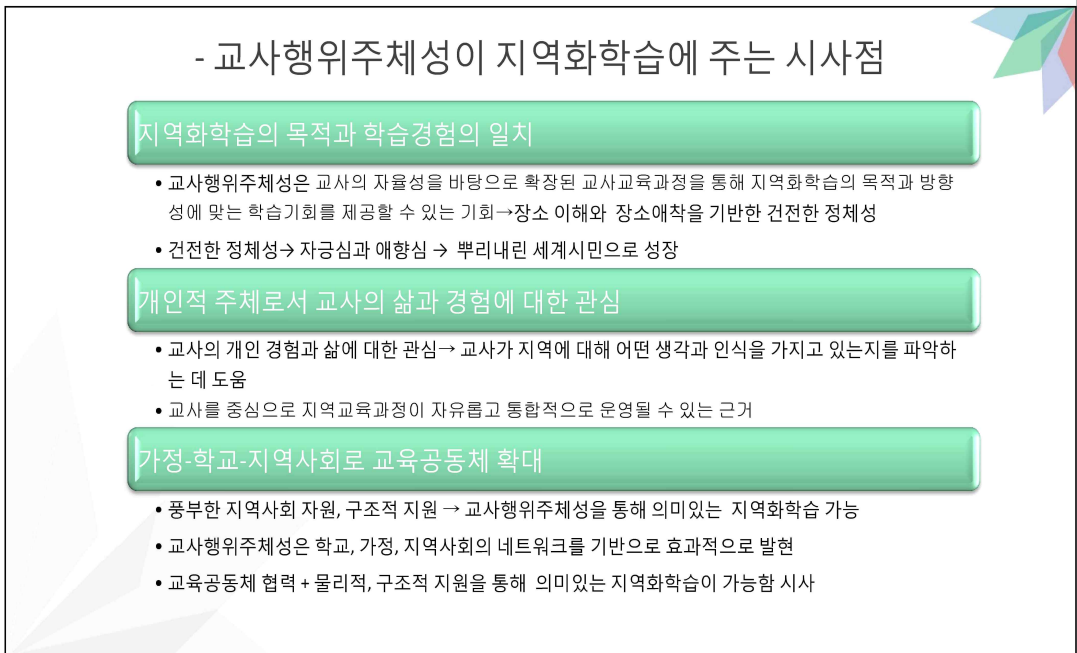 - 교사행위주체성이 지역화학습에 주는 시사점
지역화학습의 목적과 학습경험의 일치
• 교사행위주체성은 교사의 자율성을 바탕으로 확장된 교사교육과정을 통해 지역화학습의 목적과 방향
성에 맞는 학습기회를 제공할 수 있는 기회→장소 이해와 장소애착을 기반한 건전한 정체성
• 건전한 정체성→ 자긍심과 애향심 → 뿌리내린 세계시민으로 성장
개인적 주체로서 교사의 삶과 경험에 대한 관심
• 교사의 개인 경험과 삶에 대한 관심→ 교사가 지역에 대해 어떤 생각과 인식을 가지고 있는지를 파악하
는 데 도움
• 교사를 중심으로 지역교육과정이 자유롭고 통합적으로 운영될 수 있는 근거
가정-학교-지역사회로 교육공동체 확대
• 풍부한 지역사회 자원, 구조적 지원 → 교사행위주체성을 통해 의미있는 지역화학습 가능
• 교사행위주체성은 학교, 가정, 지역사회의 네트워크를 기반으로 효과적으로 발현
• 교육공동체 협력 + 물리적, 구조적 지원을 통해 의미있는 지역화학습이 가능함 시사